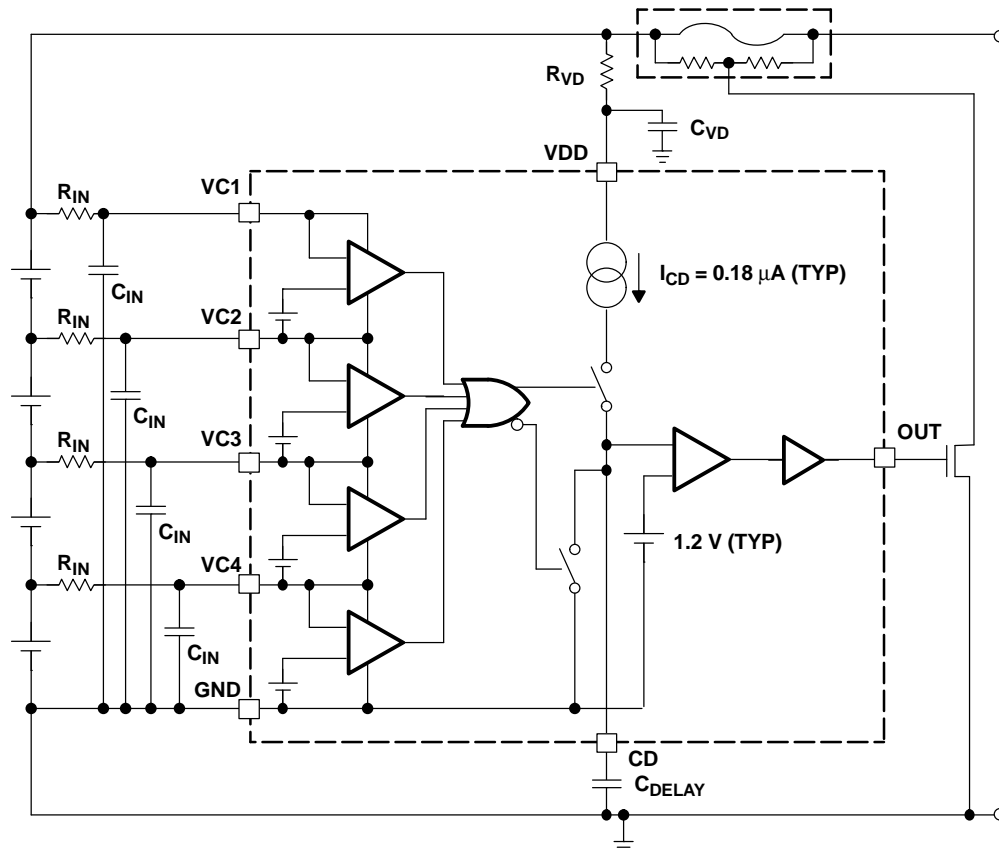 RVD
CVD
VDD
RIN
VC1
ICD = 0.18 μA (TYP)
CIN
RIN
VC2
CIN
RIN
VC3
OUT
CIN
1.2 V (TYP)
RIN
VC4
CIN
GND
CD
CDELAY